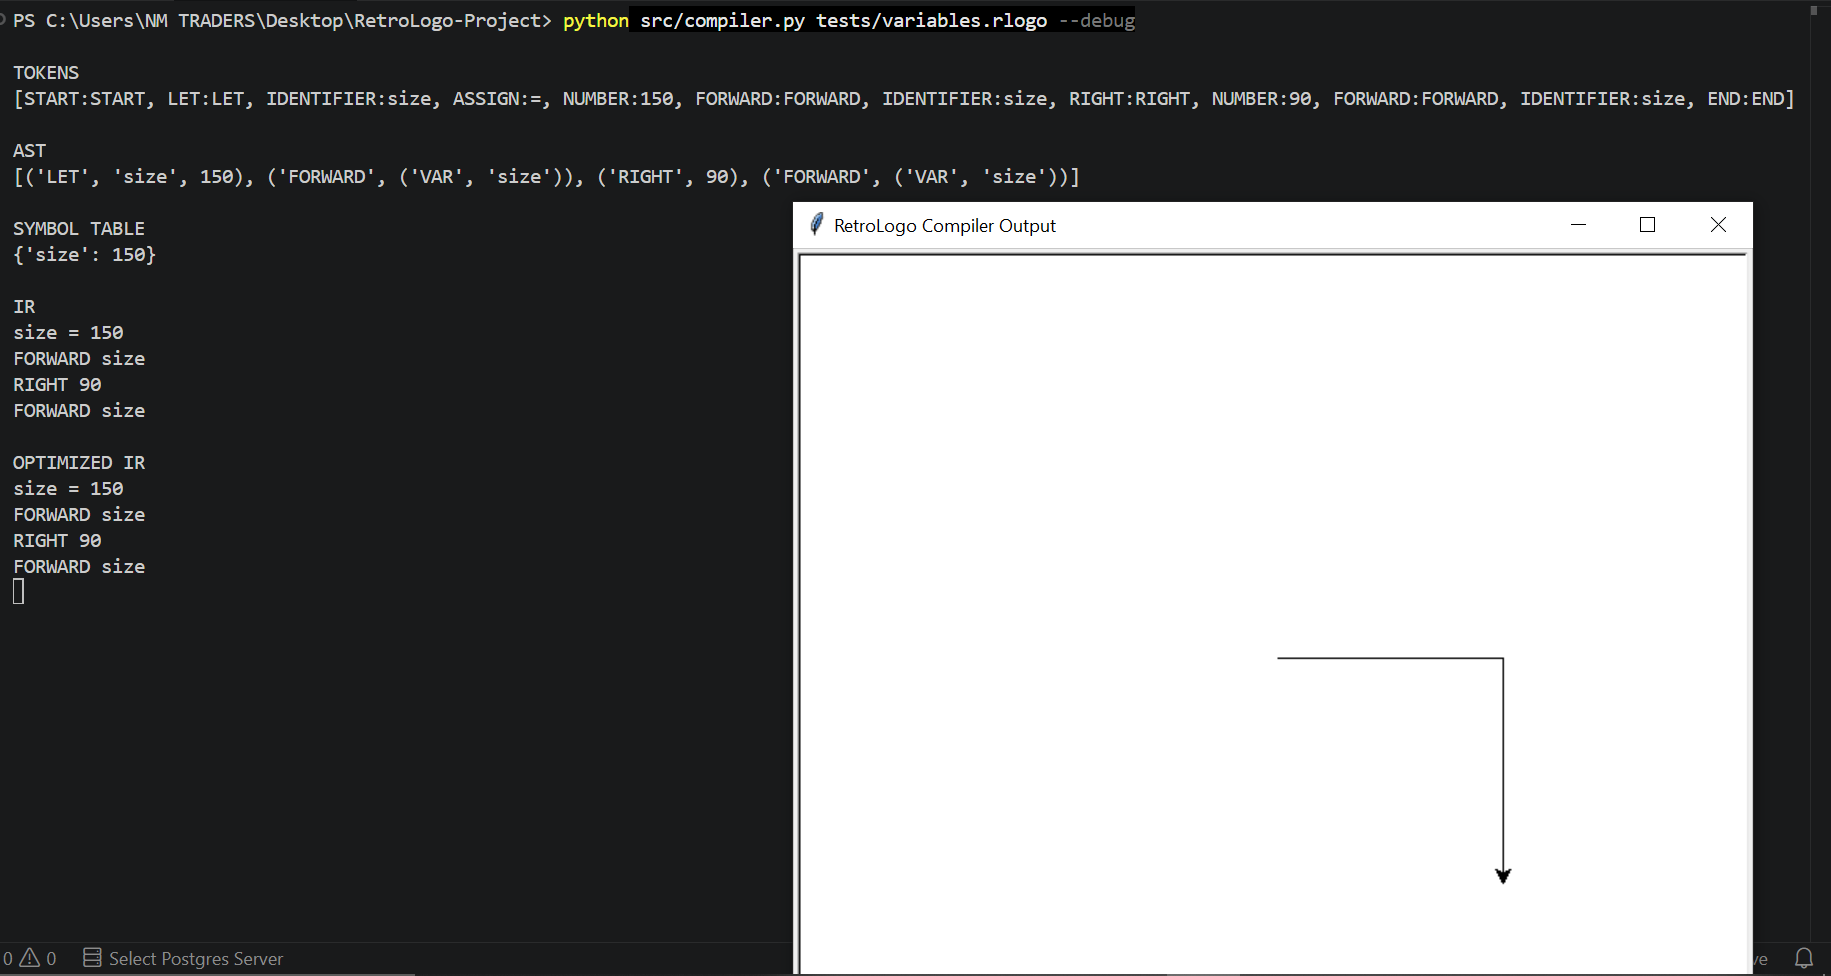 PS C:\Users\NM TRADERS\Desktop\RetroLogo-Project> python src/compiler.py tests/variables.rlogo --debug
TOKENS
[START:START, LET:LET, IDENTIFIER:size, ASSIGN:=, NUMBER:150, FORWARD:FORWARD, IDENTIFIER:size, RIGHT:RIGHT, NUMBER:90, FORWARD:FORWARD, IDENTIFIER:size, END:END]
AST
[('LET', 'size', 150), ('FORWARD', ('VAR', 'size')), ('RIGHT', 90), ('FORWARD', ('VAR', 'size'))]
SYMBOL TABLE
{'size': 150}
IR
size = 150
FORWARD size
RIGHT 90
FORWARD size
OPTIMIZED IR
size = 150
FORWARD size
RIGHT 90
FORWARD size
RetroLogo Compiler Output
0 0 Select Postgres Server